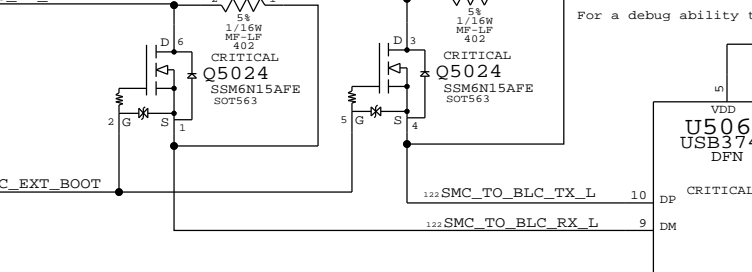 5%
1/16W
MF-LF
402
CRITICAL
D 6
Q5024
SSM6N15AFE
SOT563
2 G S 1
5%
1/16W
MF-LF
402
CRITICAL
D 3
Q5024
SSM6N15AFE
SOT563
5 G S 4
For a debug ability
5
VDD
U506
USB374
DFN
CRITICAL
C_EXT_BOOT
122 SMC_TO_BLC_TX_L 10 DP
122 SMC_TO_BLC_RX_L 9 DM